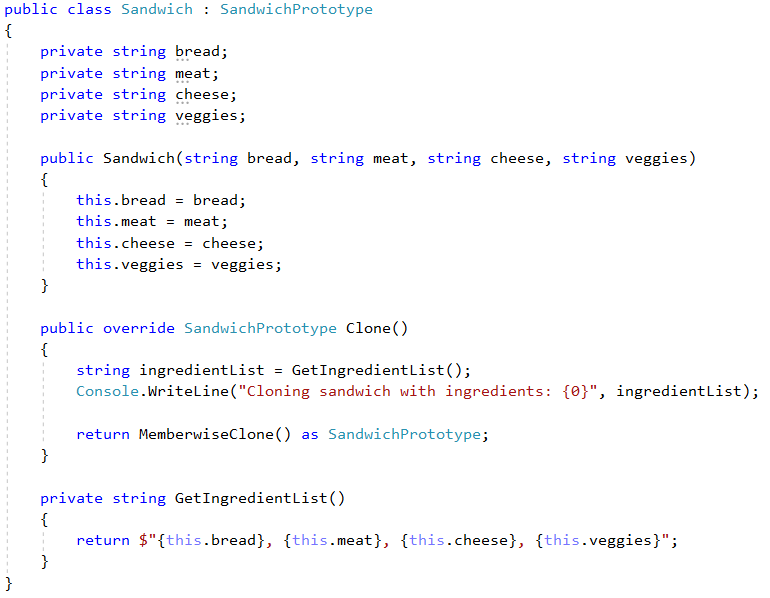 public class Sandwich : SandwichPrototype
{
    private string bread;
    private string meat;
    private string cheese;
    private string veggies;

    public Sandwich(string bread, string meat, string cheese, string veggies)
    {
        this.bread = bread;
        this.meat = meat;
        this.cheese = cheese;
        this.veggies = veggies;
    }

    public override SandwichPrototype Clone()
    {
        string ingredientList = GetIngredientList();
        Console.WriteLine("Cloning sandwich with ingredients: {0}", ingredientList);

        return MemberwiseClone() as SandwichPrototype;
    }

    private string GetIngredientList()
    {
        return $"{this.bread}, {this.meat}, {this.cheese}, {this.veggies}";
    }
}